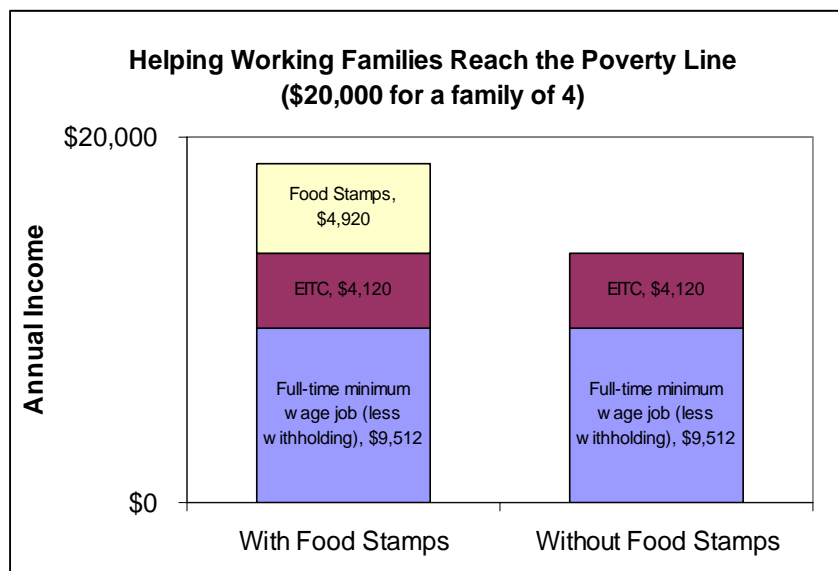 Helping Working Families Reach the Poverty Line
($20,000 for a family of 4)
$20,000
Annual Income
$0
Food Stamps,
$4,920
EITC, $4,120
Full-time minimum
wage job (less
withholding), $9,512
EITC, $4,120
Full-time minimum
wage job (less
withholding), $9,512
With Food Stamps
Without Food Stamps